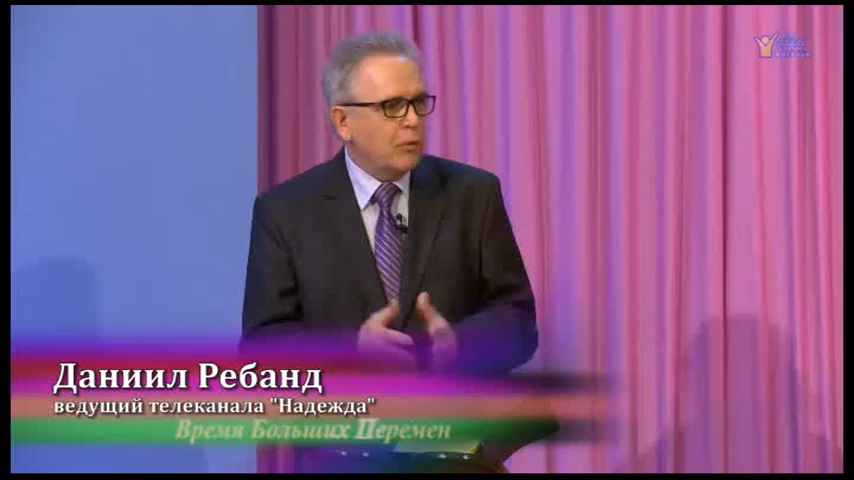 Даниил Ребанд
ведущий телеканала "Надежда"
Время Больших Перемен